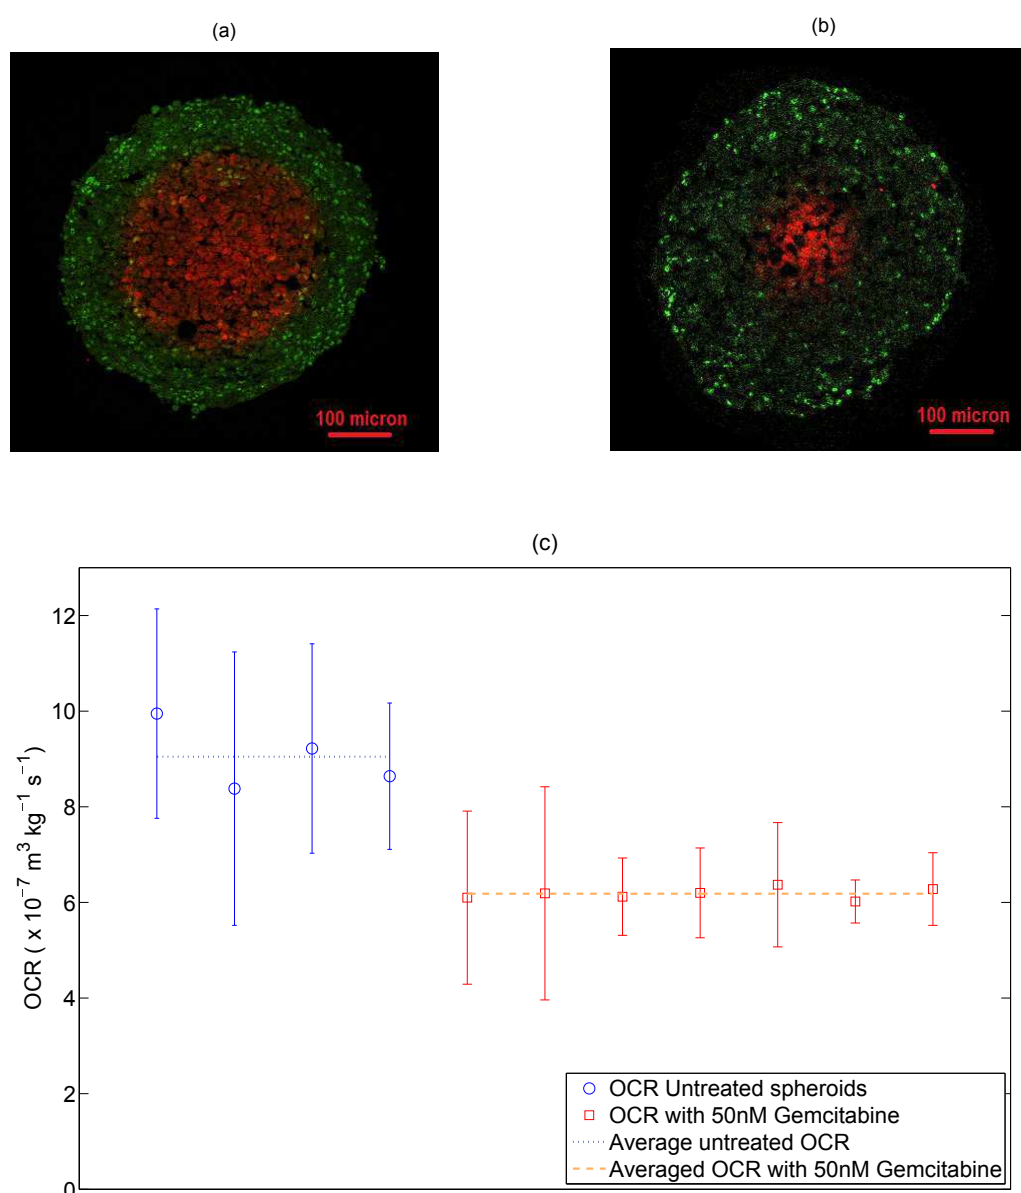 (a)
(b)
100 micron
100 micron
(c)
12
10
8
6
4
2
0
OCR ( x 10⁻⁷ m³ kg⁻¹ s⁻¹)
OCR Untreated spheroids
OCR with 50nM Gemcitabine
Average untreated OCR
Averaged OCR with 50nM Gemcitabine